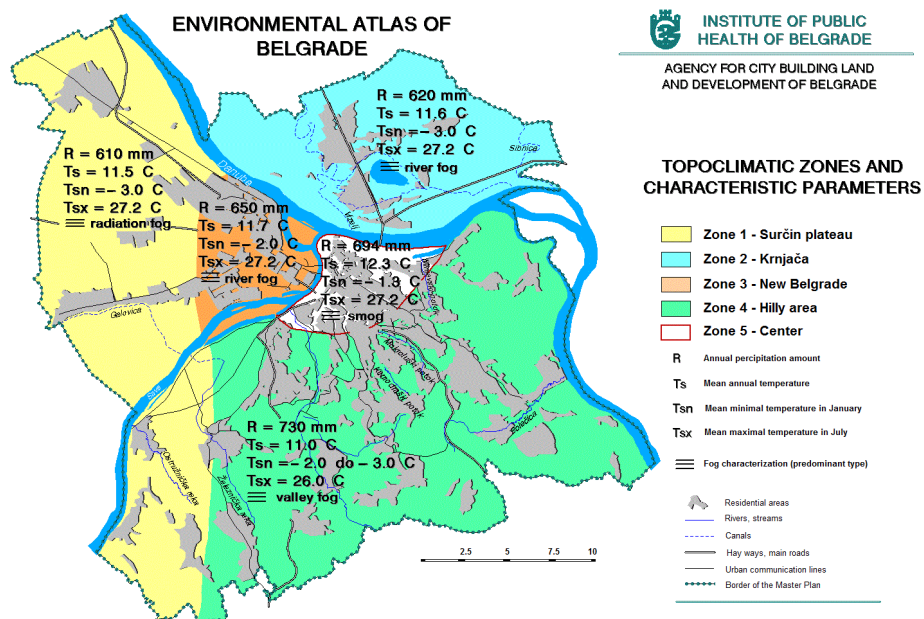 ENVIRONMENTAL ATLAS OF
BELGRADE
INSTITUTE OF PUBLIC
HEALTH OF BELGRADE
AGENCY FOR CITY BUILDING LAND
AND DEVELOPMENT OF BELGRADE
R = 620 mm
Ts = 11.6 C
Tsn =- 3.0 C
Tsx = 27.2 C
river fog
Sibnica
Danube
Vizelj
R = 610 mm
Ts = 11.5 C
Tsn =- 3.0 C
Tsx = 27.2 C
radiation fog
R = 650 mm
Ts = 11.7 C
Tsn =- 2.0 C
Tsx = 27.2 C
river fog
R = 694 mm
Ts = 12.3 C
Tsn =- 1.3 C
Tsx = 27.2 C
smog
Galovica
Sava
R = 730 mm
Ts = 11.0 C
Tsn =- 2.0 do - 3.0 C
Tsx = 26.0 C
valley fog
Ostružnička reka
Železnička reka
TOPOCLIMATIC ZONES AND
CHARACTERISTIC PARAMETERS
Zone 1 - Surčin plateau
Zone 2 - Krnjača
Zone 3 - New Belgrade
Zone 4 - Hilly area
Zone 5 - Center
R Annual percipitation amount
Ts Mean annual temperature
Tsn Mean minimal temperature in January
Tsx Mean maximal temperature in July
Fog characterization (predominant type)
Residential areas
Rivers, streams
Canals
Hay ways, main roads
Urban communication lines
Border of the Master Plan
2.5 5 7.5 10